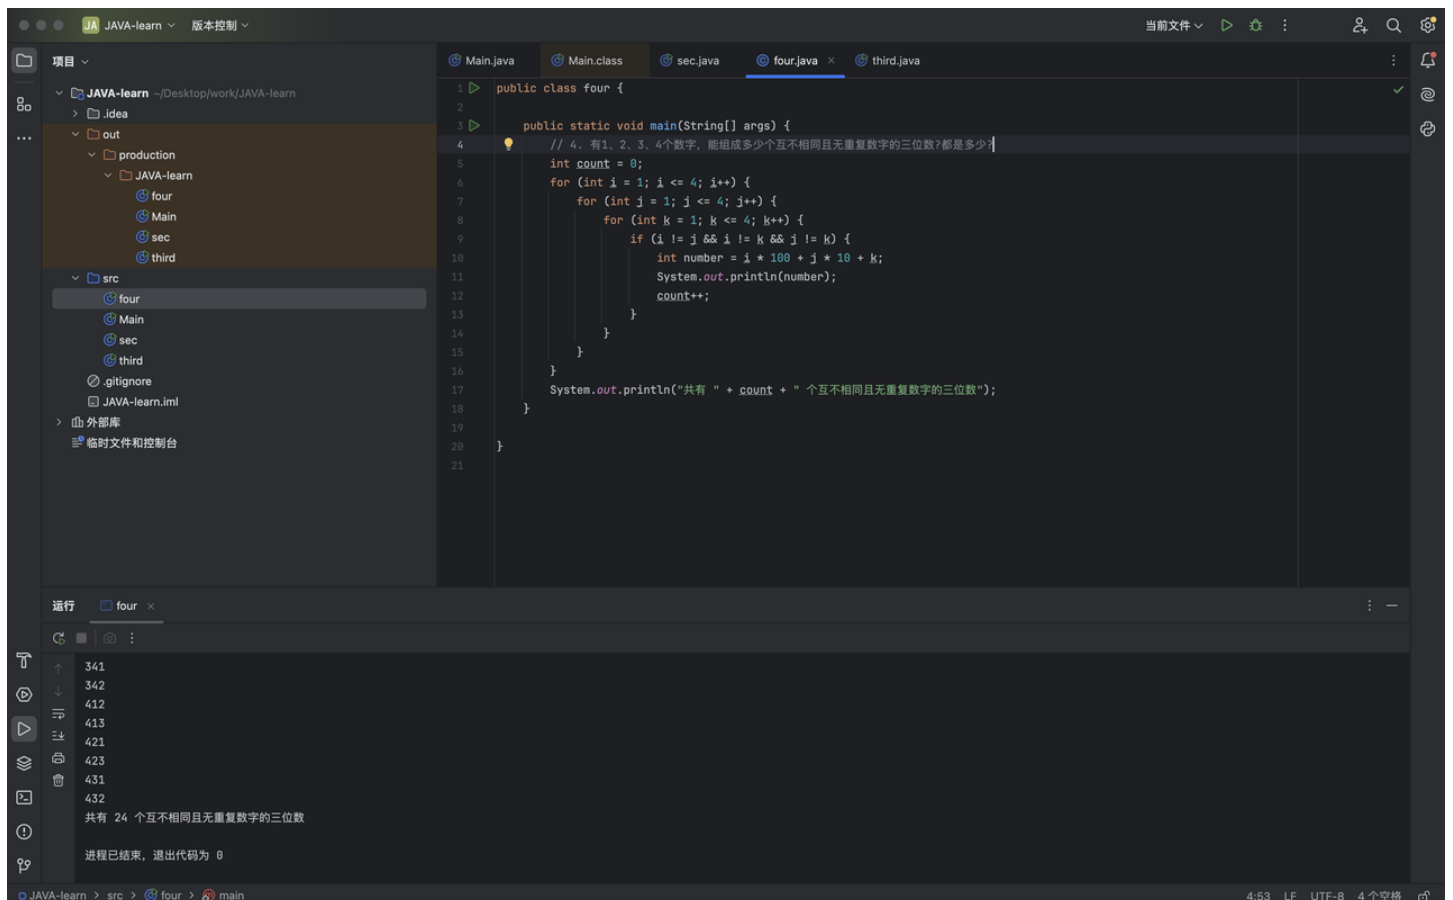 JA JAVA-learn 版本控制 当前文件
项目 Main.java Main.class sec.java four.java third.java
JAVA-learn ~/Desktop/work/JAVA-learn
.idea
out
production
JAVA-learn
four
Main
sec
third
src
four
Main
sec
third
.gitignore
JAVA-learn.iml
外部库
临时文件和控制台
1 public class four {
2
3 public static void main(String[] args) {
4 // 4. 有1、2、3、4个数字，能组成多少个互不相同且无重复数字的三位数?都是多少?
5 int count = 0;
6 for (int i = 1; i <= 4; i++) {
7 for (int j = 1; j <= 4; j++) {
8 for (int k = 1; k <= 4; k++) {
9 if (i != j && i != k && j != k) {
10 int number = i * 100 + j * 10 + k;
11 System.out.println(number);
12 count++;
13 }
14 }
15 }
16 }
17 System.out.println("共有 " + count + " 个互不相同且无重复数字的三位数");
18 }
19
20 }
21
运行 four
341
342
412
413
421
423
431
432
共有 24 个互不相同且无重复数字的三位数
进程已结束，退出代码为 0
JAVA-learn > src > four > main 4:53 LF UTF-8 4 个空格